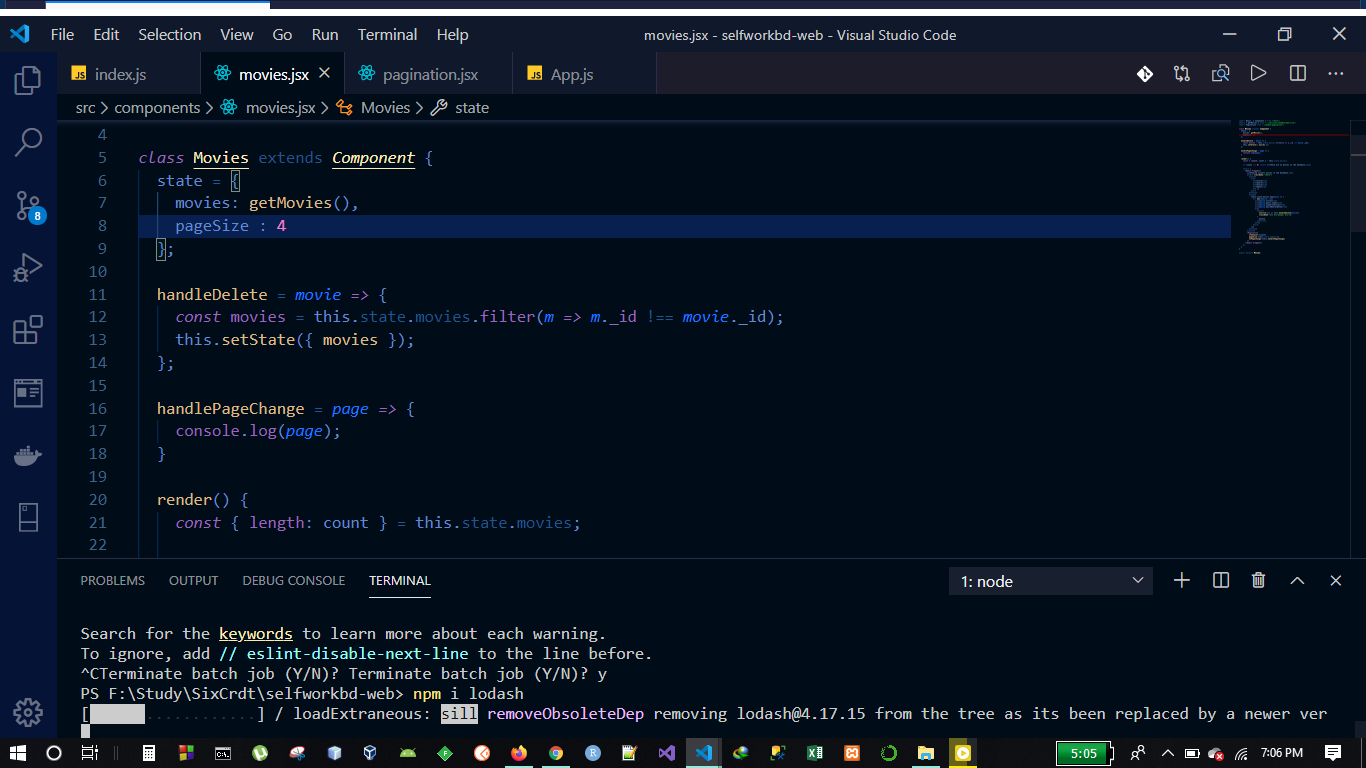 File Edit Selection View Go Run Terminal Help movies.jsx - selfworkbd-web - Visual Studio Code
JS index.js movies.jsx pagination.jsx JS App.js
src > components > movies.jsx > Movies > state
4
5 class Movies extends Component {
6 state = {
7 movies: getMovies(),
8 pageSize : 4
9 };
10
11 handleDelete = movie => {
12 const movies = this.state.movies.filter(m => m._id !== movie._id);
13 this.setState({ movies });
14 };
15
16 handlePageChange = page => {
17 console.log(page);
18 }
19
20 render() {
21 const { length: count } = this.state.movies;
22
8
PROBLEMS OUTPUT DEBUG CONSOLE TERMINAL 1: node
Search for the keywords to learn more about each warning.
To ignore, add // eslint-disable-next-line to the line before.
^CTerminate batch job (Y/N)? Terminate batch job (Y/N)? y
PS F:\Study\SixCrdt\selfworkbd-web> npm i lodash
[ ............] / loadExtraneous: sill removeObsoleteDep removing lodash@4.17.15 from the tree as its been replaced by a newer ver
5:05 7:06 PM